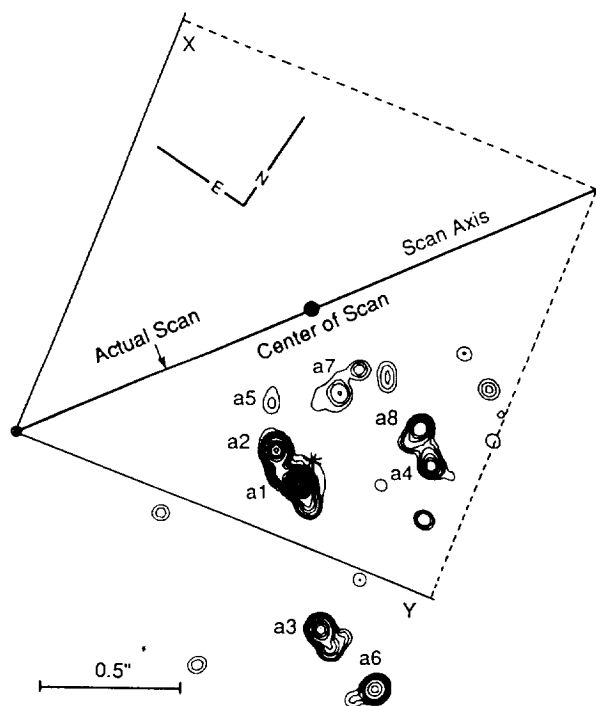 X
E
N
Scan Axis
Actual Scan
Center of Scan
a7
a5
a8
a2
a4
a1
Y
a3
a6
0.5"